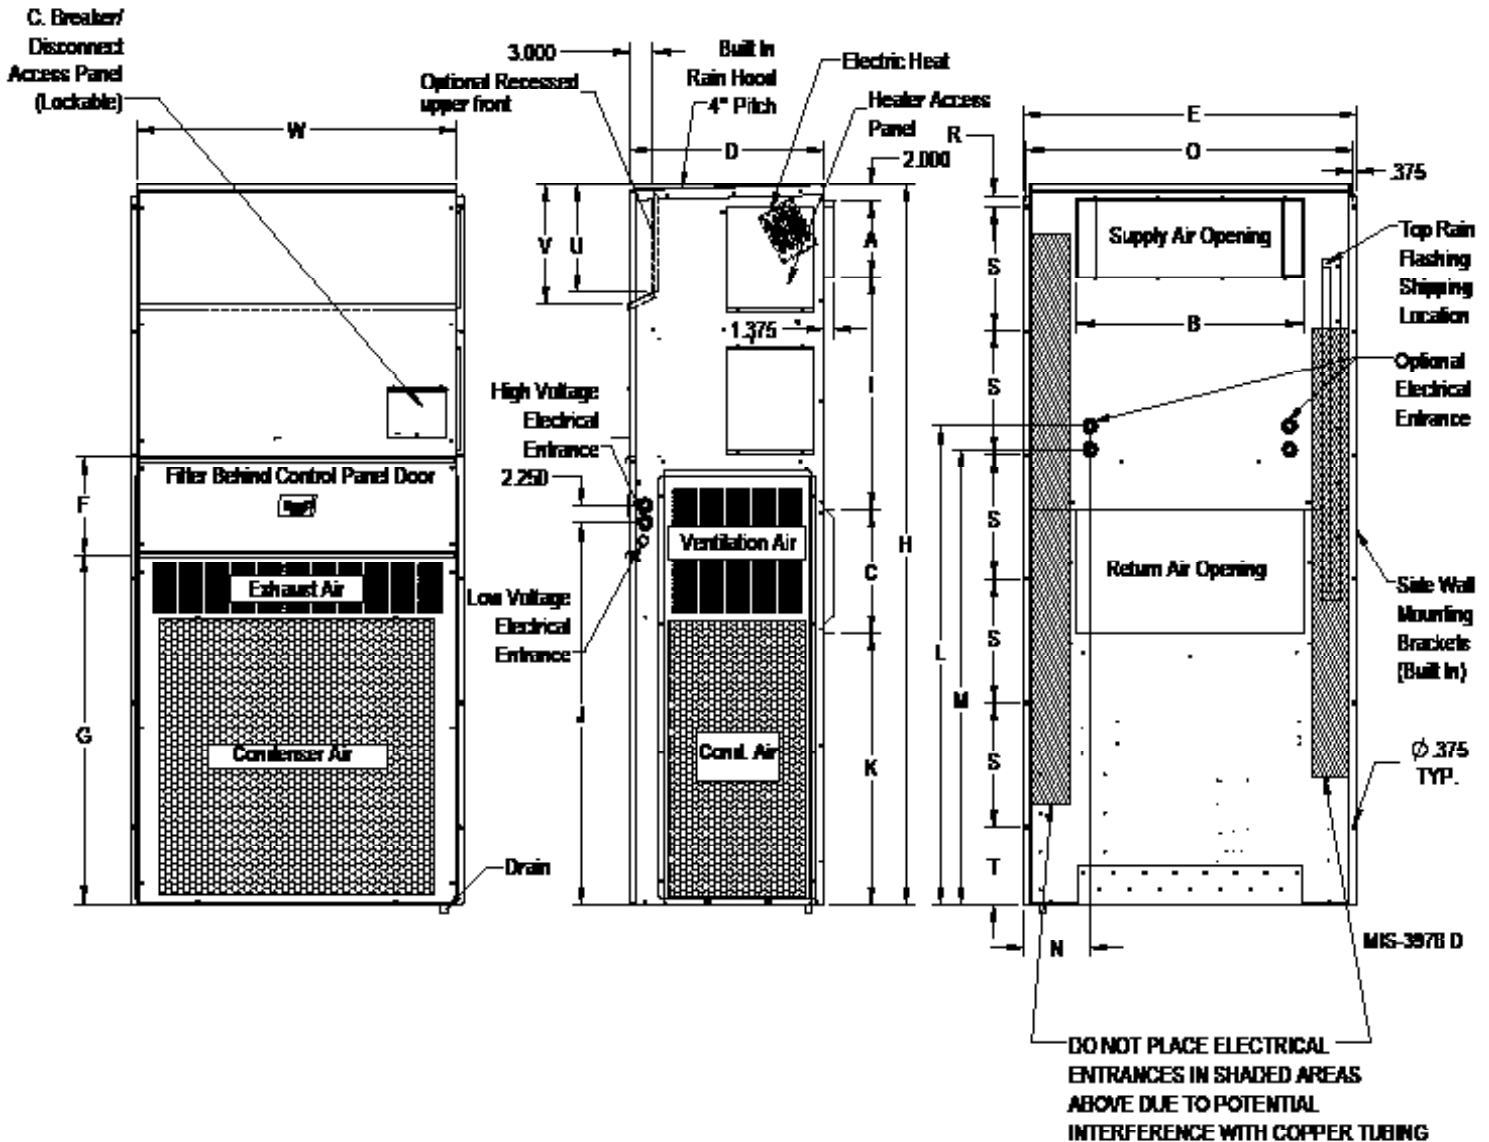 C. Breaker/
Disconnect
Access Panel
(Lockable)
W
F
G
Filter Behind Control Panel Door
Exhaust Air
Condenser Air
Drain
3.000
Optional Recessed
upper front
Built In
Rain Hood
4" Pitch
Electric Heat
Heater Access
Panel
D
2.000
V
U
A
1.375
I
High Voltage
Electrical
Entrance
2.250
Low Voltage
Electrical
Entrance
J
Ventilation Air
Cond. Air
C
H
K
E
R
O
.375
Supply Air Opening
B
S
S
S
S
S
T
Top Rain
Flashing
Shipping
Location
Optional
Electrical
Entrance
Return Air Opening
L
M
Side Wall
Mounting
Brackets
(Built In)
Ø .375
TYP.
N
MIS-3978 D
DO NOT PLACE ELECTRICAL
ENTRANCES IN SHADED AREAS
ABOVE DUE TO POTENTIAL
INTERFERENCE WITH COPPER TUBING